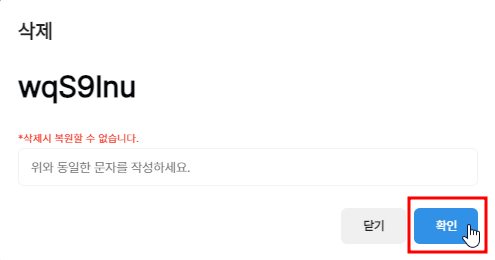 삭제
wqS9lnu
*삭제시 복원할 수 없습니다.
위와 동일한 문자를 작성하세요.
닫기
확인